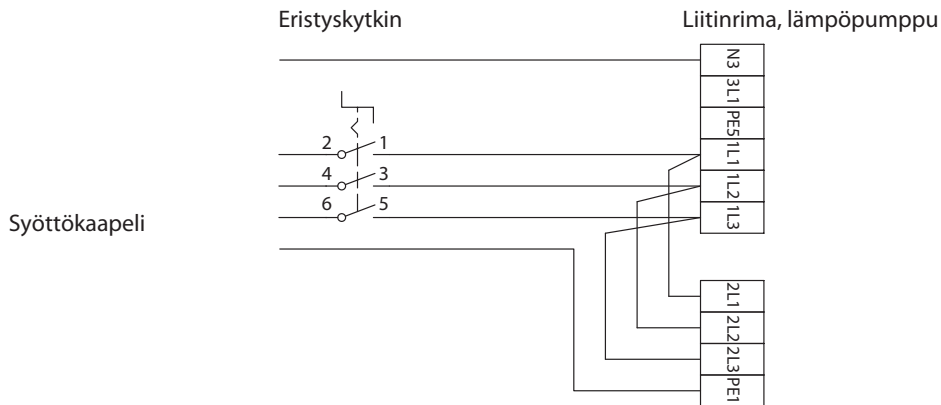 Eristyskytkin
Liitinrima, lämpöpumppu
N3
3L1
PE5
2 1
1L1
4 3
1L2
6 5
1L3
Syöttökaapeli
2L1
2L2
2L3
PE1